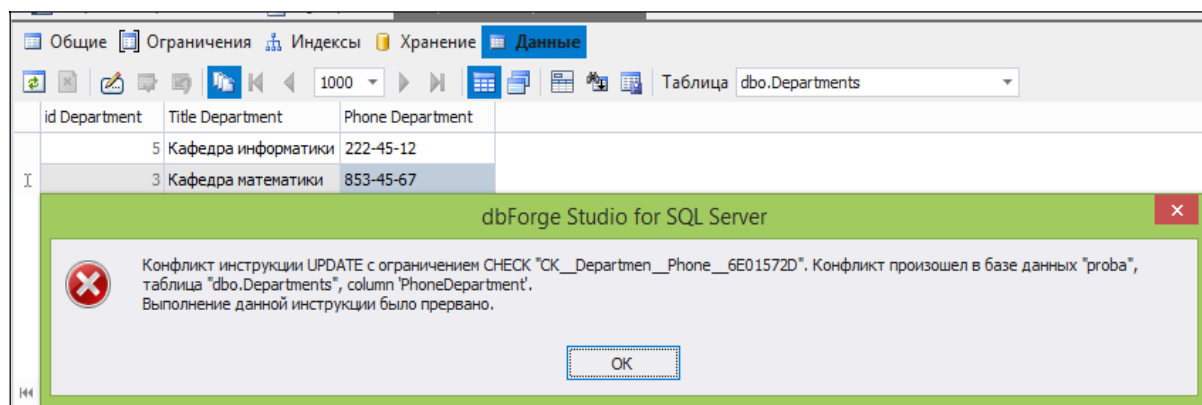 Общие Ограничения Индексы Хранение Данные
1000 Таблица dbo.Departments
id Department Title Department Phone Department
5 Кафедра информатики 222-45-12
3 Кафедра математики 853-45-67
dbForge Studio for SQL Server
Конфликт инструкции UPDATE с ограничением CHECK "CK__Departmen__Phone__6E01572D". Конфликт произошел в базе данных "proba",
таблица "dbo.Departments", column 'PhoneDepartment'.
Выполнение данной инструкции было прервано.
OK